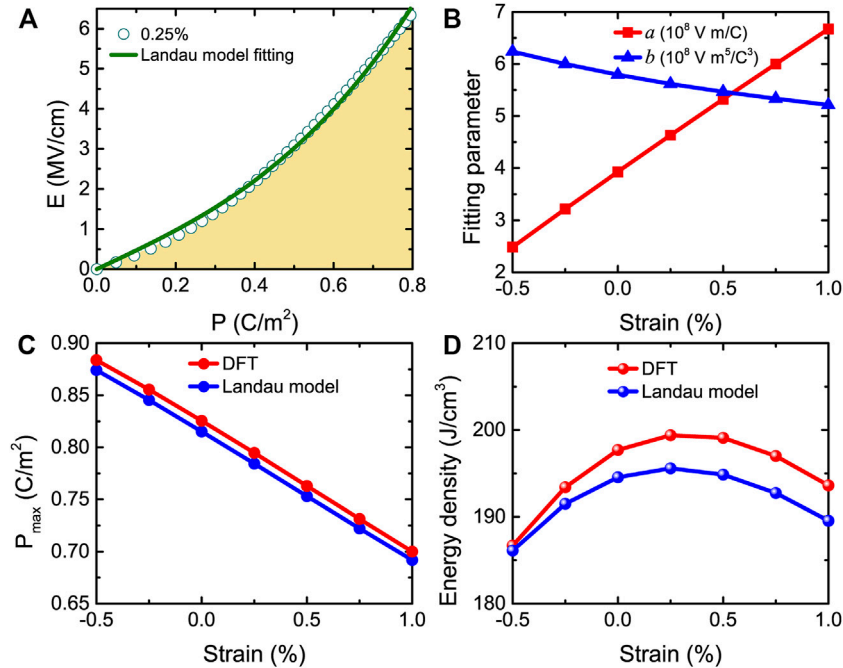 A
0.25%
Landau model fitting
E (MV/cm)
6
5
4
3
2
1
0
0.0 0.2 0.4 0.6 0.8
P (C/m²)
B
a (10⁸ V m/C)
b (10⁸ V m⁵/C³)
Fitting parameter
7
6
5
4
3
2
-0.5 0.0 0.5 1.0
Strain (%)
C
DFT
Landau model
Pmax (C/m²)
0.90
0.85
0.80
0.75
0.70
0.65
-0.5 0.0 0.5 1.0
Strain (%)
D
DFT
Landau model
Energy density (J/cm³)
210
200
190
180
-0.5 0.0 0.5 1.0
Strain (%)